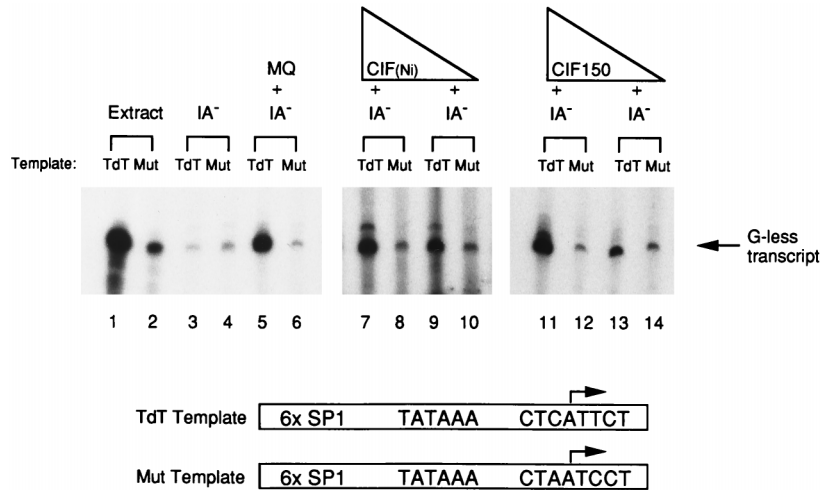 MQ CIF(Ni) CIF150
+ + + + +
Extract IA⁻ IA⁻ IA⁻ IA⁻ IA⁻ IA⁻
Template: TdT Mut TdT Mut TdT Mut TdT Mut TdT Mut TdT Mut TdT Mut
G-less
transcript
1 2 3 4 5 6 7 8 9 10 11 12 13 14
TdT Template 6x SP1 TATAAA CTCATTCT
Mut Template 6x SP1 TATAAA CTAATCCT